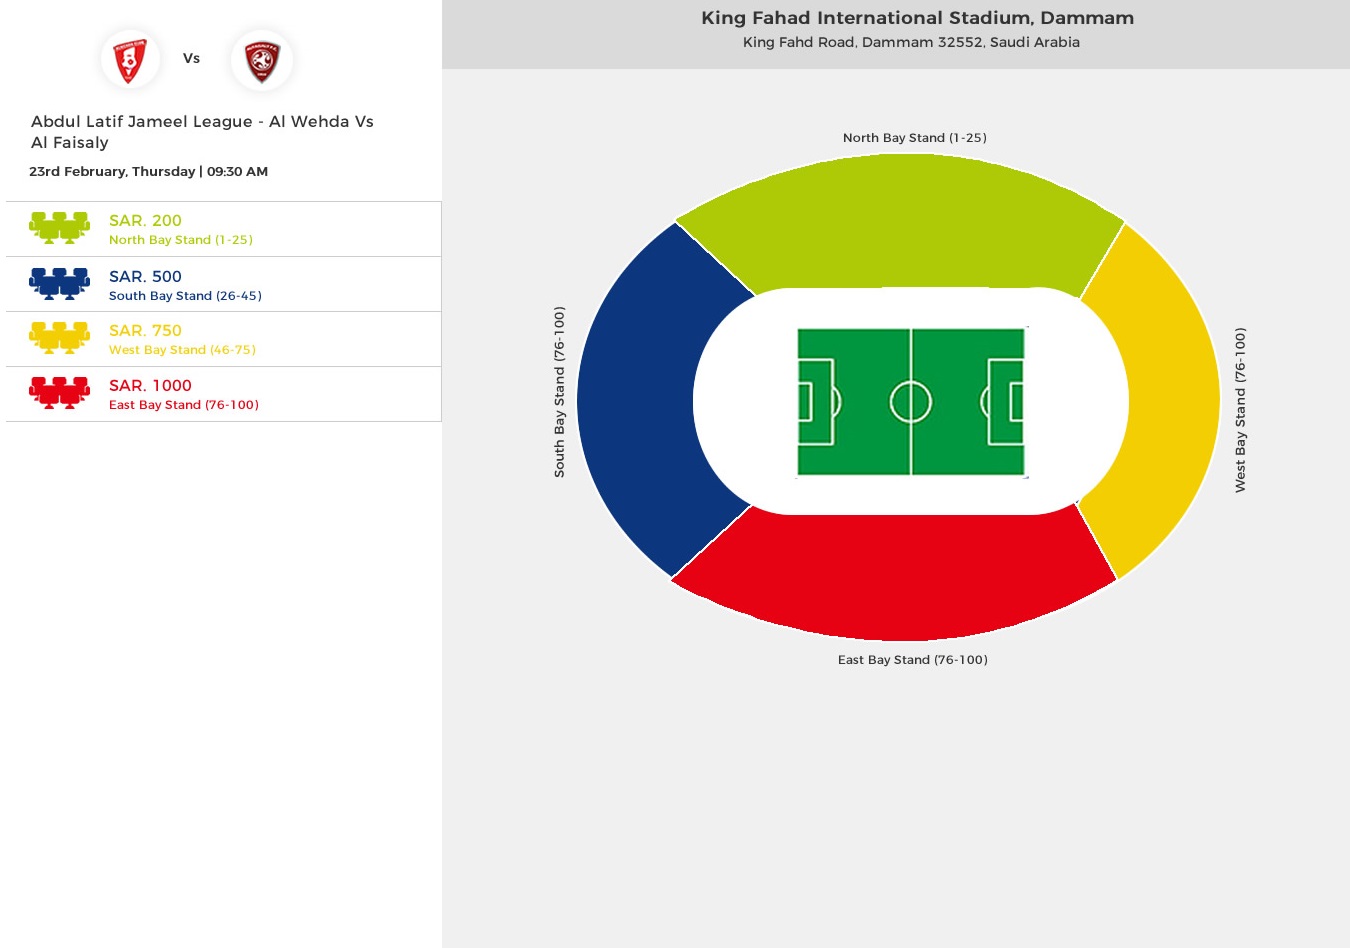 Vs
Abdul Latif Jameel League - Al Wehda Vs
Al Faisaly
23rd February, Thursday | 09:30 AM
SAR. 200
North Bay Stand (1-25)
SAR. 500
South Bay Stand (26-45)
SAR. 750
West Bay Stand (46-75)
SAR. 1000
East Bay Stand (76-100)
King Fahad International Stadium, Dammam
King Fahd Road, Dammam 32552, Saudi Arabia
North Bay Stand (1-25)
South Bay Stand (76-100)
West Bay Stand (76-100)
East Bay Stand (76-100)